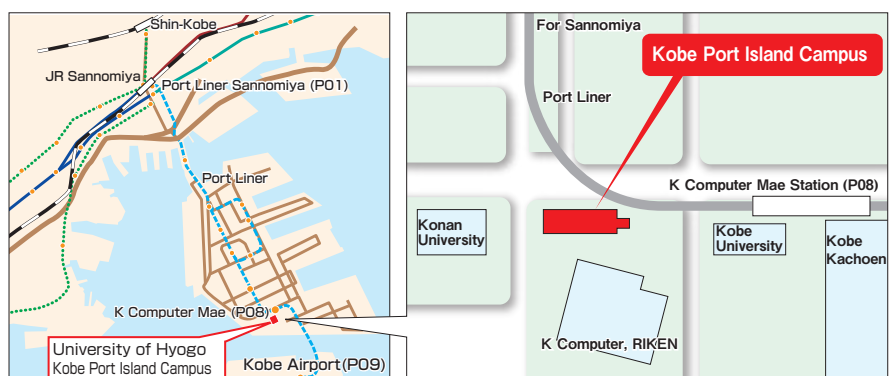 Shin-Kobe
JR Sannomiya
Port Liner Sannomiya (P01)
Port Liner
K Computer Mae (P08)
University of Hyogo
Kobe Port Island Campus
Kobe Airport(P09)
For Sannomiya
Kobe Port Island Campus
Port Liner
K Computer Mae Station (P08)
Konan
University
Kobe
University
Kobe
Kachoen
K Computer, RIKEN